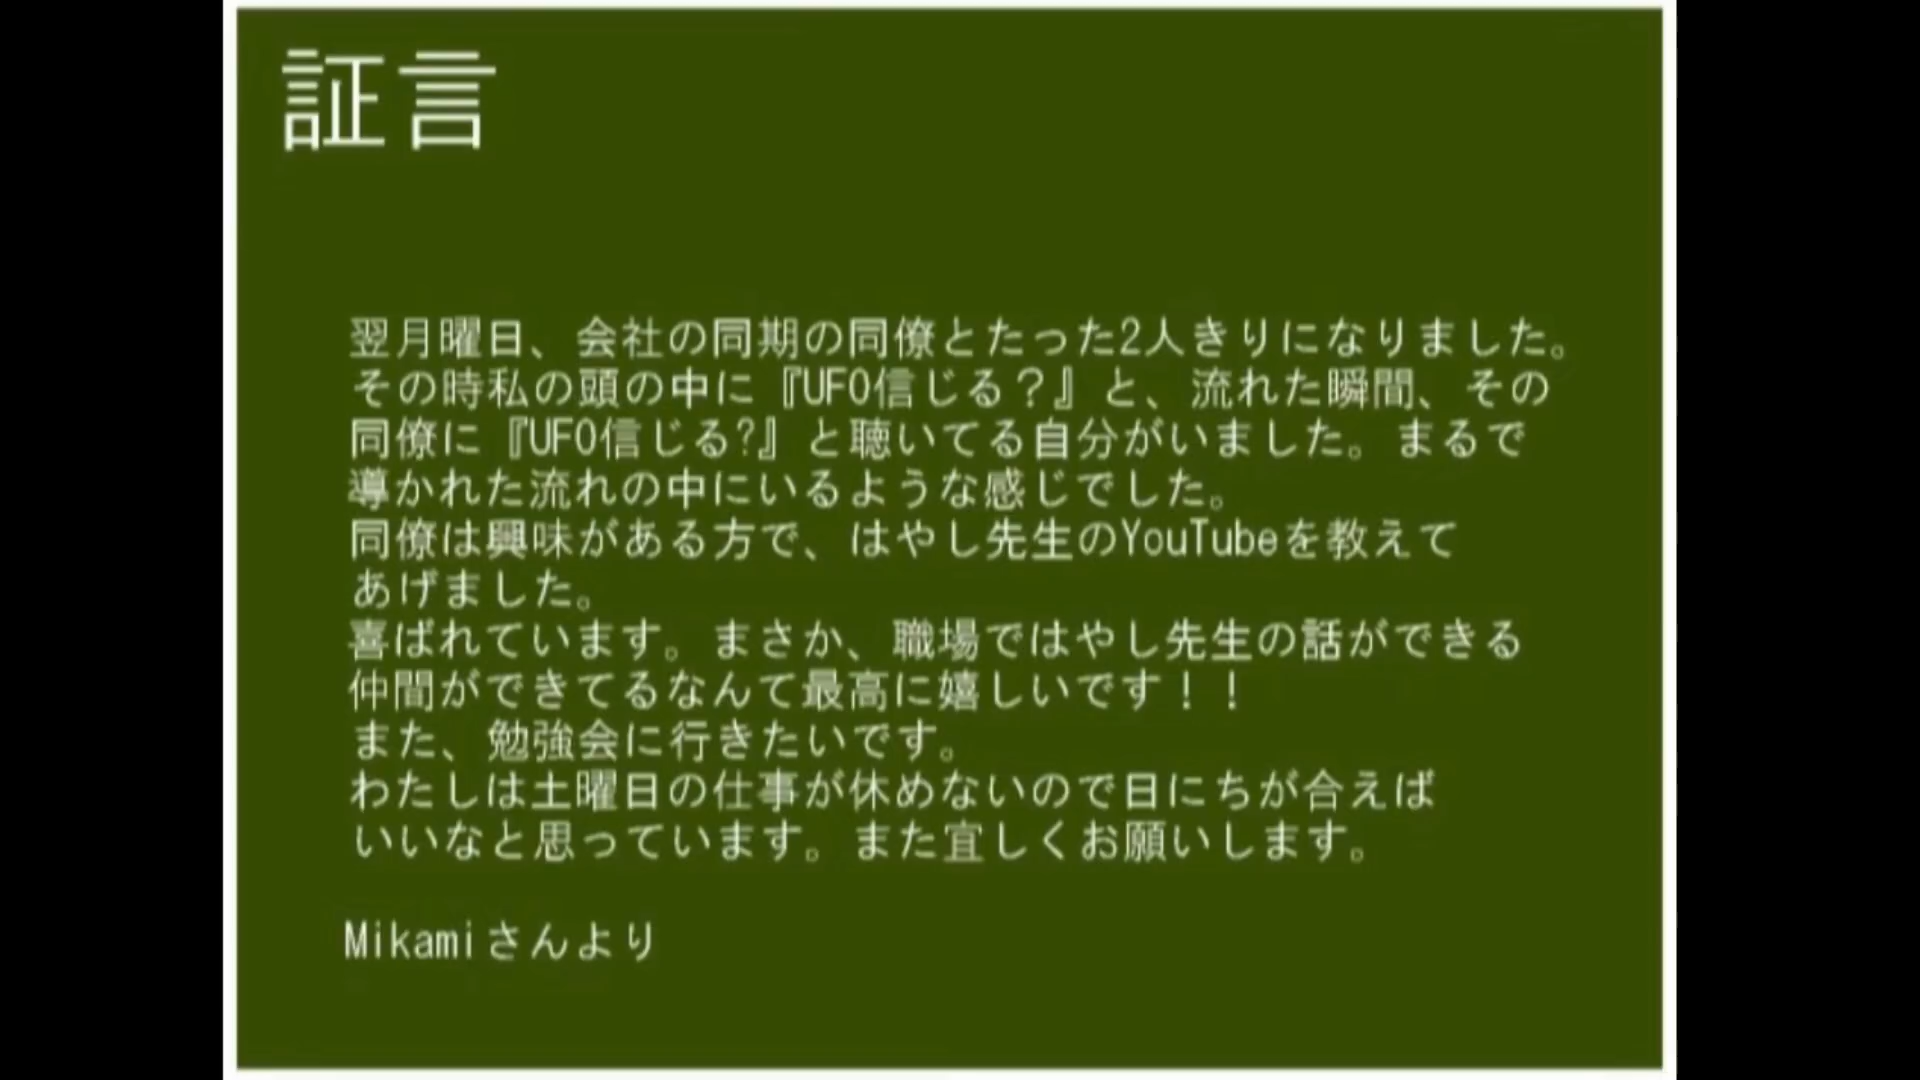 証言
翌月曜日、会社の同期の同僚とたった2人きりになりました。
その時私の頭の中に『UFO信じる？』と、流れた瞬間、その
同僚に『UFO信じる?』と聴いてる自分がいました。まるで
導かれた流れの中にいるような感じでした。
同僚は興味がある方で、はやし先生のYouTubeを教えて
あげました。
喜ばれています。まさか、職場ではやし先生の話ができる
仲間ができてるなんて最高に嬉しいです！！
また、勉強会に行きたいです。
わたしは土曜日の仕事が休めないので日にちが合えば
いいなと思っています。また宜しくお願いします。
Mikamiさんより